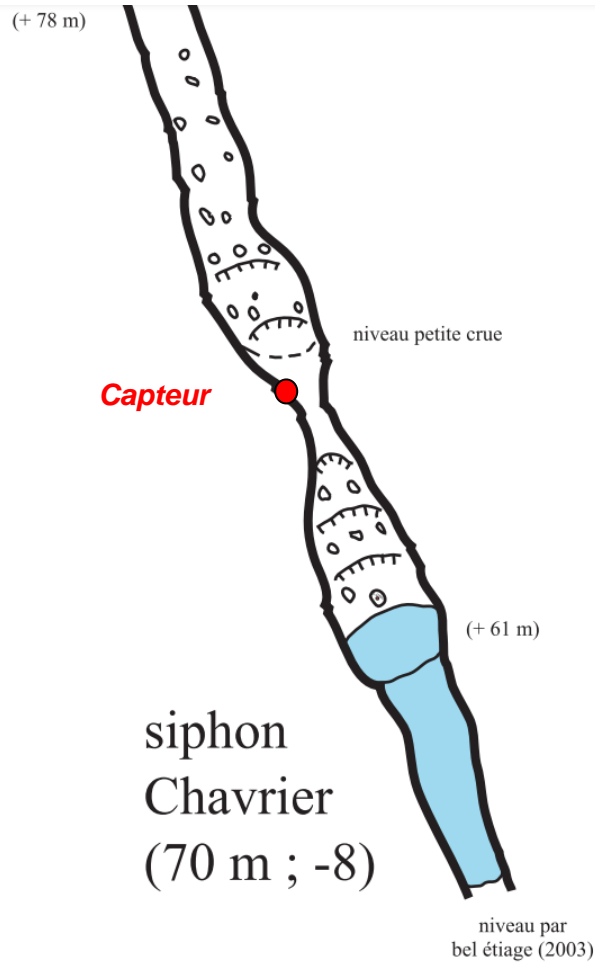 (+ 78 m)
niveau petite crue
Capteur
(+ 61 m)
siphon
Chavrier
(70 m ; -8)
niveau par
bel étiage (2003)